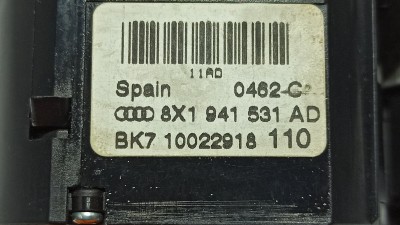 11AD
Spain 0462-G
8X1 941 531 AD
BK7 10022918 110